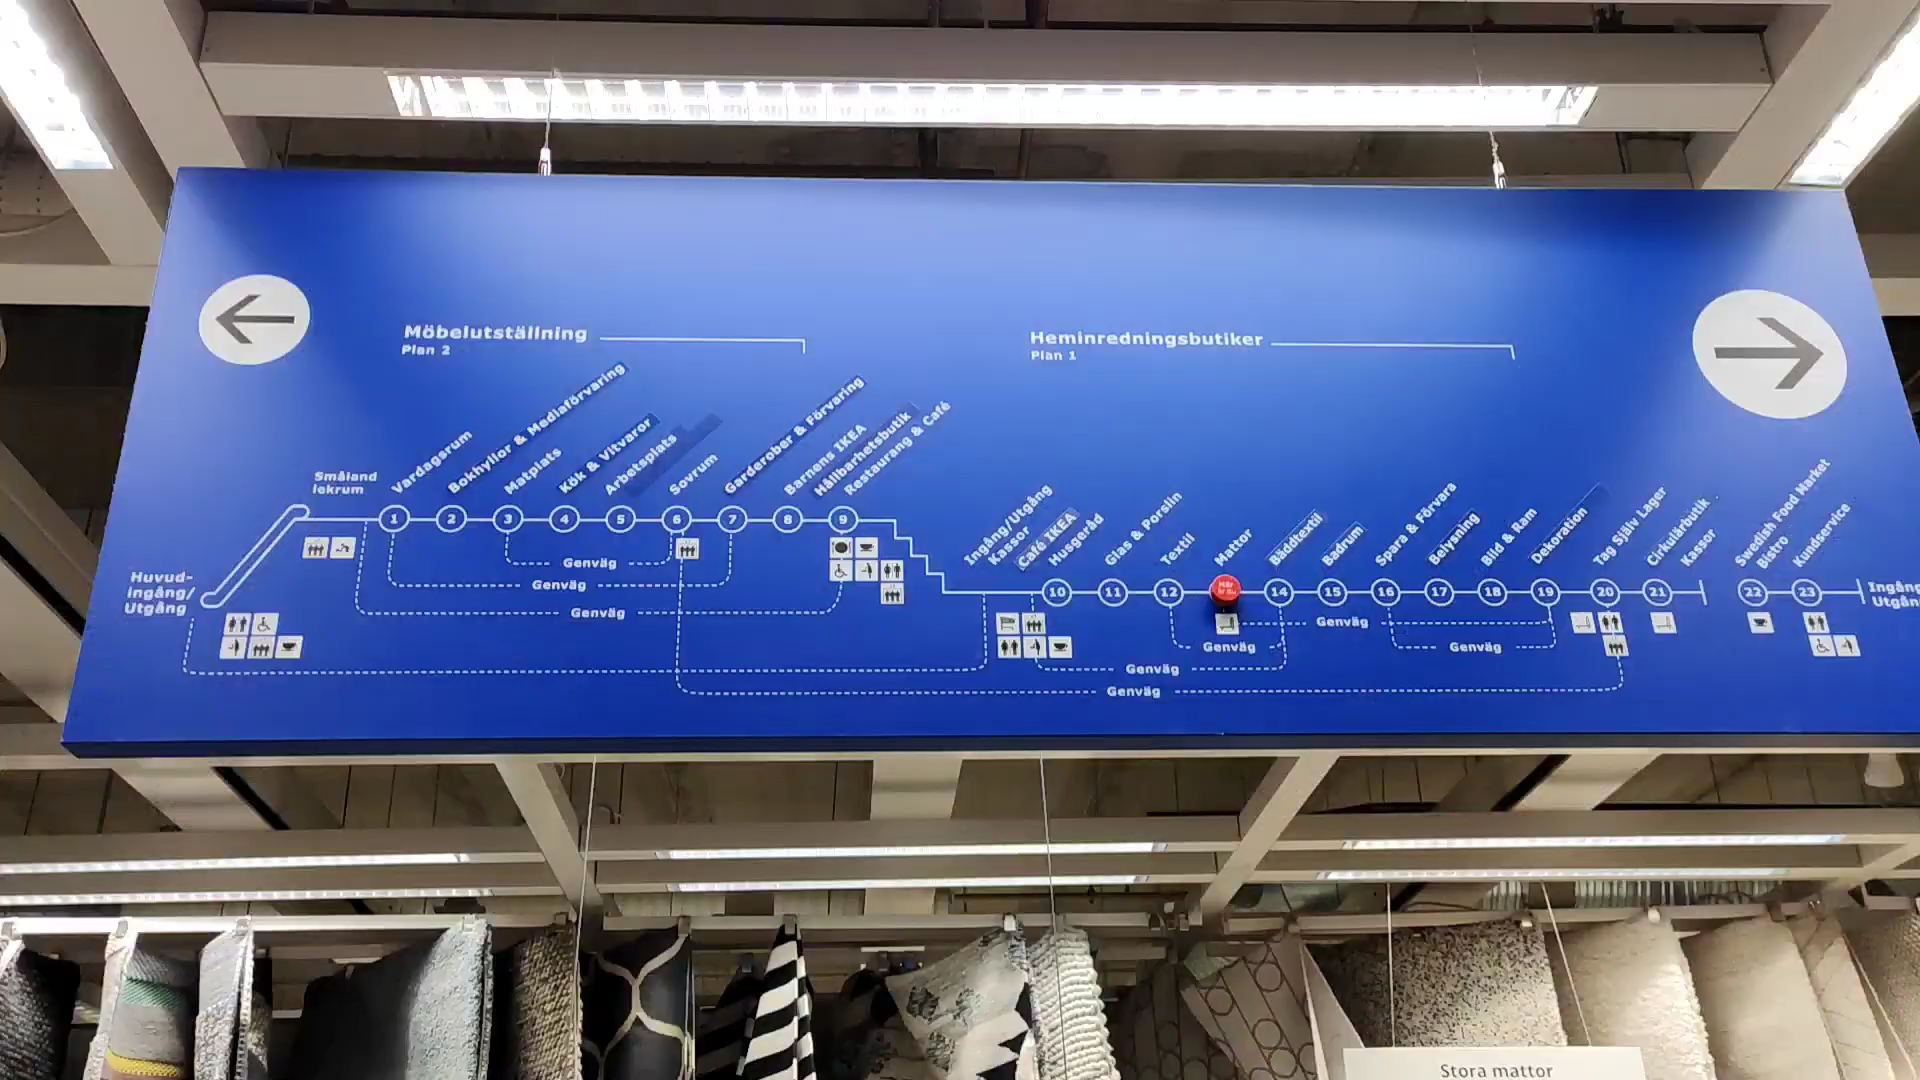 Möbelutställning
Plan 2
Heminredningsbutiker
Plan 1
Småland
lekrum
Vardagsrum
Bokhyllor & Mediaförvaring
Matplats
Kök & Vitvaror
Arbetsplats
Sovrum
Garderober & Förvaring
Barnens IKEA
Hållbarhetsbutik
Restaurang & Café
Ingång/Utgång
Kassor
Café IKEA
Husgeråd
Glas & Porslin
Textil
Mattor
Bäddtextil
Badrum
Spara & Förvara
Belysning
Bild & Ram
Dekoration
Tag Själv Lager
Cirkulärbutik
Kassor
Swedish Food Market
Bistro
Kundservice
1 2 3 4 5 6 7 8 9
Huvud-
ingång/
Utgång
10 11 12 Här är du 14 15 16 17 18 19 20 21 22 23
Ingång
Utgån
Genväg
Genväg
Genväg
Genväg
Genväg
Genväg
Genväg
Genväg
Stora mattor